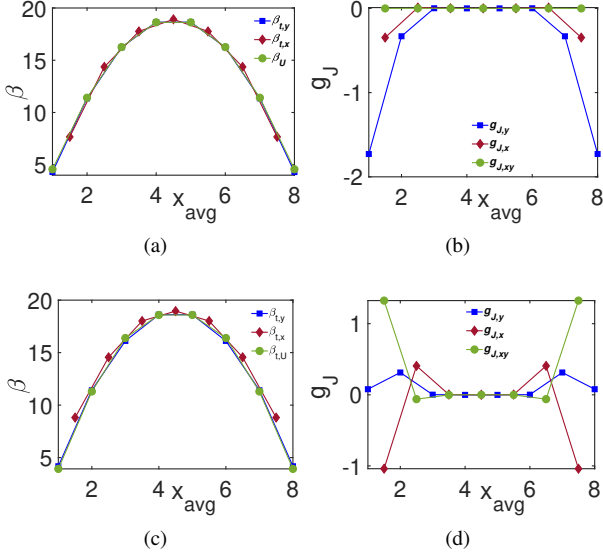 20
15
10
5
β
β_{t,y}
β_{t,x}
β_U
2 4 6 8
x_{avg}
(a)
0
-1
-2
g_J
g_{J,y}
g_{J,x}
g_{J,xy}
2 4 6 8
x_{avg}
(b)
20
15
10
5
β
β_{t,y}
β_{t,x}
β_{t,U}
2 4 6 8
x_{avg}
(c)
1
0
-1
g_J
g_{J,y}
g_{J,x}
g_{J,xy}
2 4 6 8
x_{avg}
(d)